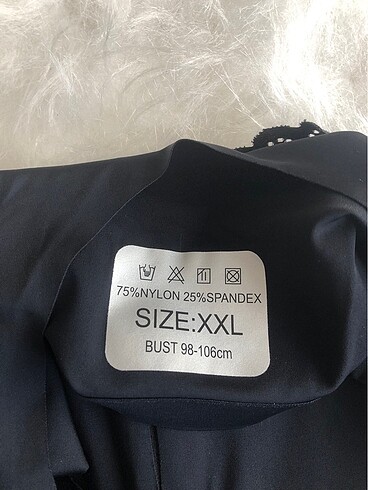 75%NYLON 25%SPANDEX
SIZE:XXL
BUST 98-106cm